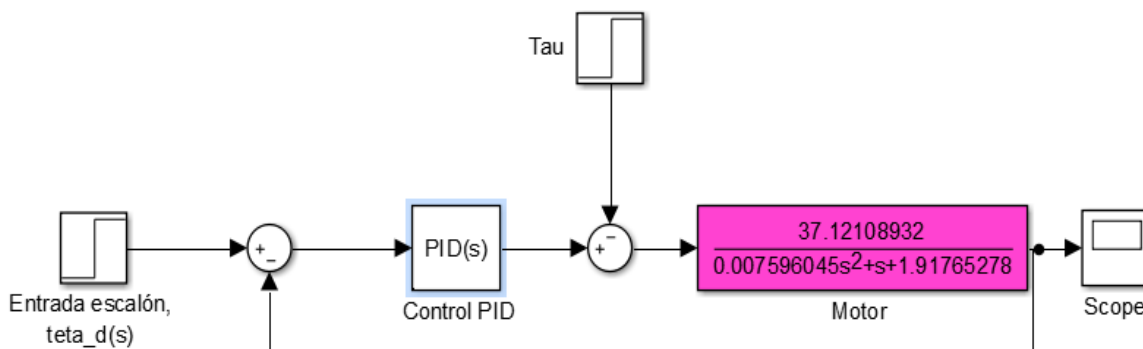 Tau
+
−
+
−
PID(s)
37.12108932
0.007596045s²+s+1.91765278
Entrada escalón,
teta_d(s)
Control PID
Motor
Scope